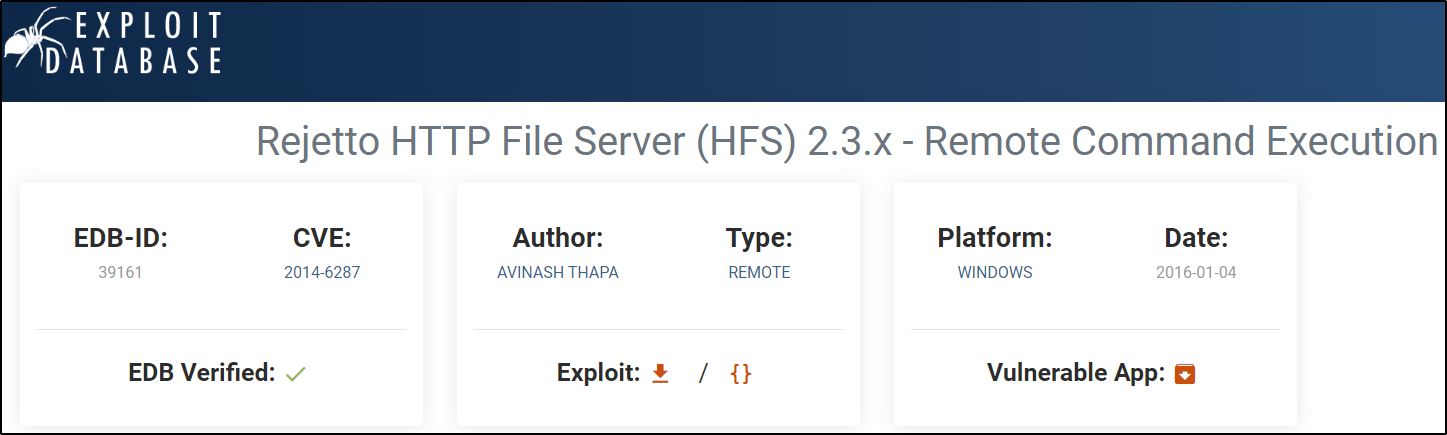 EXPLOIT
DATABASE
Rejetto HTTP File Server (HFS) 2.3.x - Remote Command Execution
EDB-ID: CVE: Author: Type: Platform: Date:
39161 2014-6287 AVINASH THAPA REMOTE WINDOWS 2016-01-04
EDB Verified: Exploit: / {} Vulnerable App: